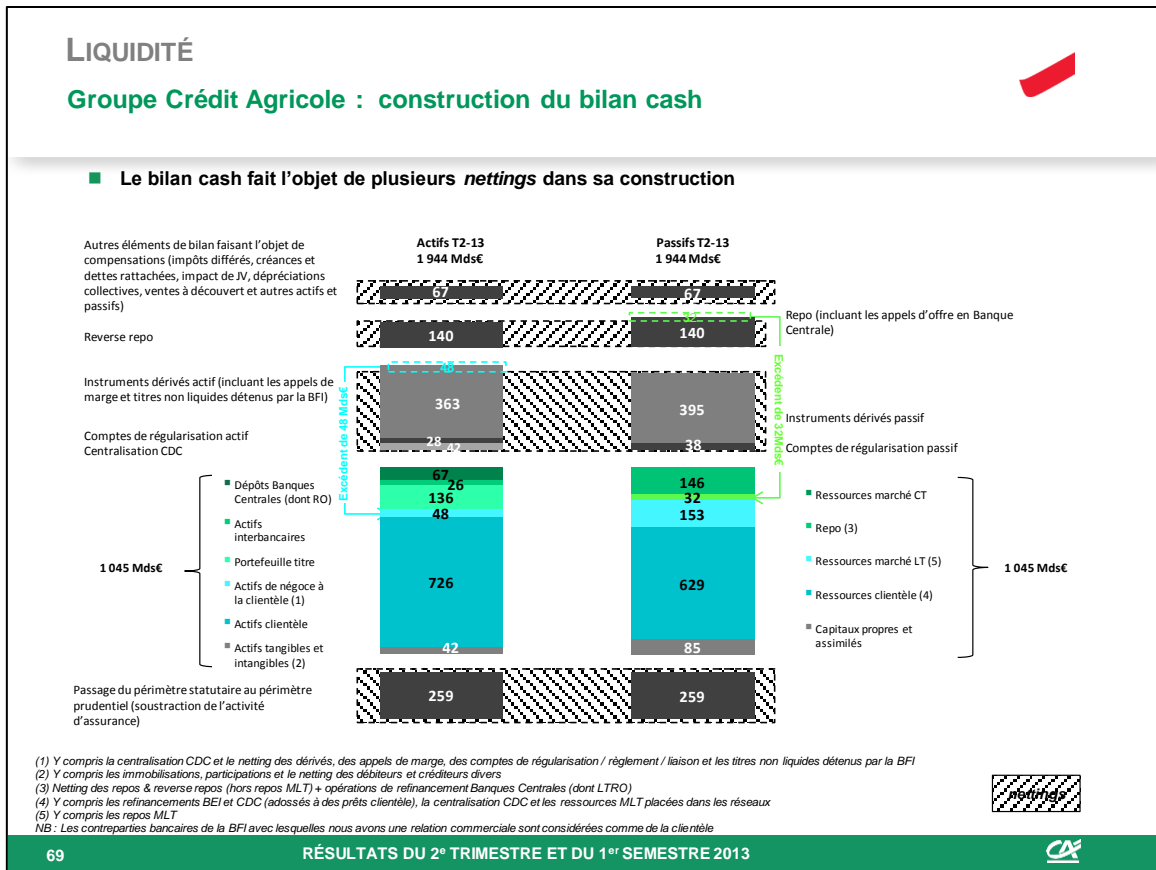 LIQUIDITÉ
Groupe Crédit Agricole : construction du bilan cash
Le bilan cash fait l'objet de plusieurs nettings dans sa construction
Autres éléments de bilan faisant l'objet de
compensations (impôts différés, créances et
dettes rattachées, impact de JV, dépréciations
collectives, ventes à découvert et autres actifs et
passifs)
Reverse repo
Instruments dérivés actif (incluant les appels de
marge et titres non liquides détenus par la BFI)
Comptes de régularisation actif
Centralisation CDC
Actifs T2-13
1 944 Mds€
Passifs T2-13
1 944 Mds€
67
67
32
140
140
48
363
395
28
42
38
Excédent de 48 Mds€
Excédent de 32Mds€
Repo (incluant les appels d'offre en Banque
Centrale)
Instruments dérivés passif
Comptes de régularisation passif
1 045 Mds€
Dépôts Banques
Centrales (dont RO)
Actifs
interbancaires
Portefeuille titre
Actifs de négoce à
la clientèle (1)
Actifs clientèle
Actifs tangibles et
intangibles (2)
67
26
136
48
726
42
146
32
153
629
85
Ressources marché CT
Repo (3)
Ressources marché LT (5)
Ressources clientèle (4)
Capitaux propres et
assimilés
1 045 Mds€
Passage du périmètre statutaire au périmètre
prudentiel (soustraction de l'activité
d'assurance)
259
259
(1) Y compris la centralisation CDC et le netting des dérivés, des appels de marge, des comptes de régularisation / règlement / liaison et les titres non liquides détenus par la BFI
(2) Y compris les immobilisations, participations et le netting des débiteurs et créditeurs divers
(3) Netting des repos & reverse repos (hors repos MLT) + opérations de refinancement Banques Centrales (dont LTRO)
(4) Y compris les refinancements BEI et CDC (adossés à des prêts clientèle), la centralisation CDC et les ressources MLT placées dans les réseaux
(5) Y compris les repos MLT
NB : Les contreparties bancaires de la BFI avec lesquelles nous avons une relation commerciale sont considérées comme de la clientèle
nettings
69
RÉSULTATS DU 2e TRIMESTRE ET DU 1er SEMESTRE 2013
CA